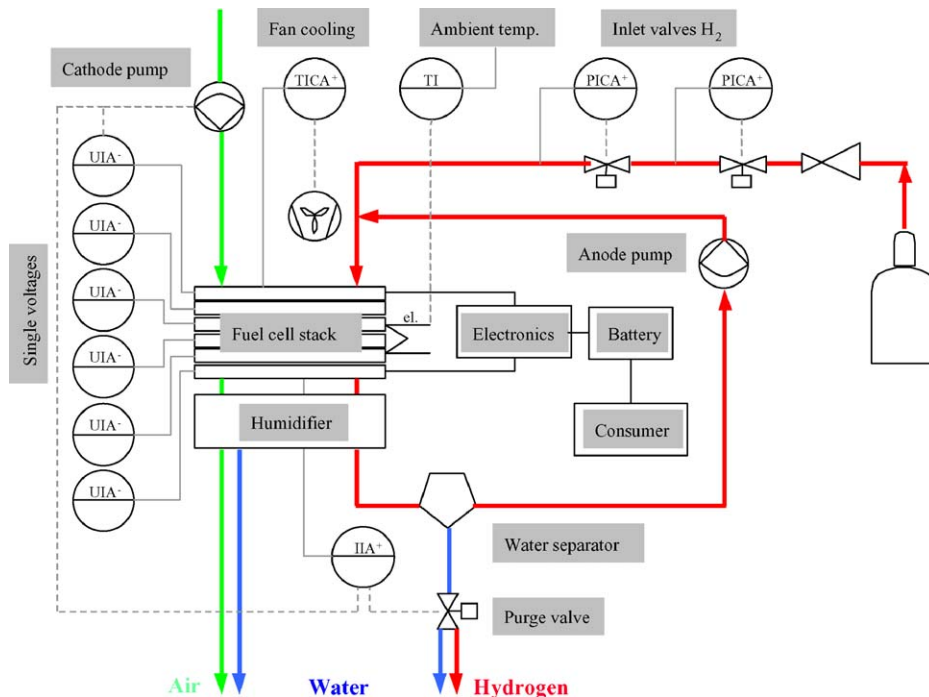 Fan cooling
Ambient temp.
Inlet valves H₂
Cathode pump
TICA⁺
TI
PICA⁺
PICA⁺
UIA⁻
UIA⁻
UIA⁻
UIA⁻
UIA⁻
UIA⁻
Single voltages
Anode pump
el.
Fuel cell stack
Electronics
Battery
Humidifier
Consumer
Water separator
IIA⁺
Purge valve
Air
Water
Hydrogen